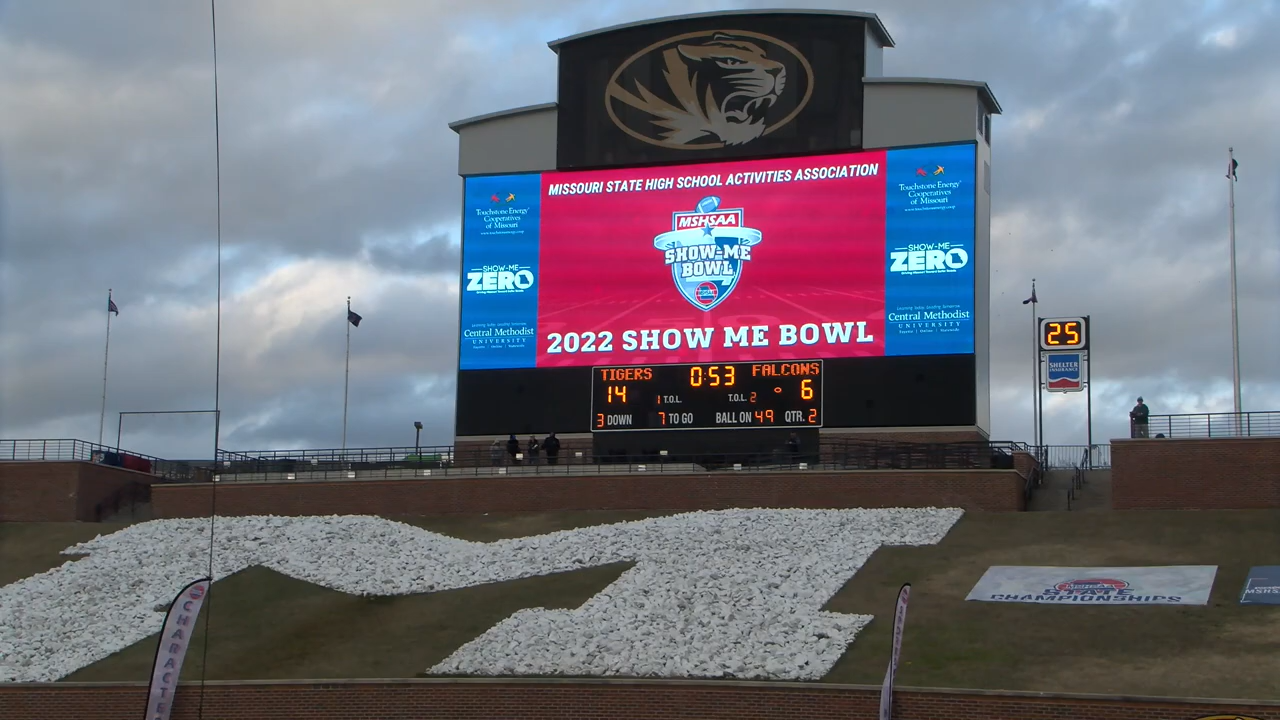 MISSOURI STATE HIGH SCHOOL ACTIVITIES ASSOCIATION
Touchstone Energy
Cooperatives
of Missouri
SHOW-ME
ZERO
Central Methodist
UNIVERSITY
MSHSAA
SHOW-ME
BOWL
2022 SHOW ME BOWL
Touchstone Energy
Cooperatives
of Missouri
SHOW-ME
ZERO
Central Methodist
UNIVERSITY
TIGERS 0:53 FALCONS
14 1 T.O.L. T.O.L. 2 6
3 DOWN 7 TO GO BALL ON 49 QTR. 2
25
SHELTER
INSURANCE
MSHSAA
STATE
CHAMPIONSHIPS
CHARACTE